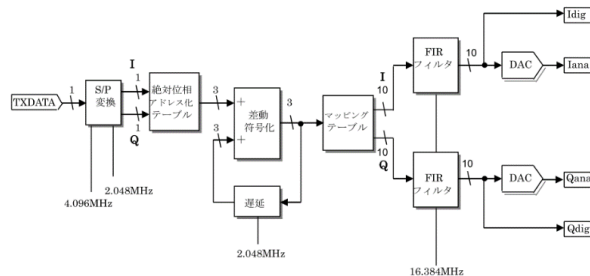 TXDATA
1
S/P
変換
I
1
1
Q
絶対位相
アドレス化
テーブル
3
3
+
+
差動
符号化
3
遅延
マッピング
テーブル
I
10
10
Q
FIR
フィルタ
10
DAC
Idig
Iana
FIR
フィルタ
10
DAC
Qana
Qdig
2.048MHz
4.096MHz
2.048MHz
16.384MHz